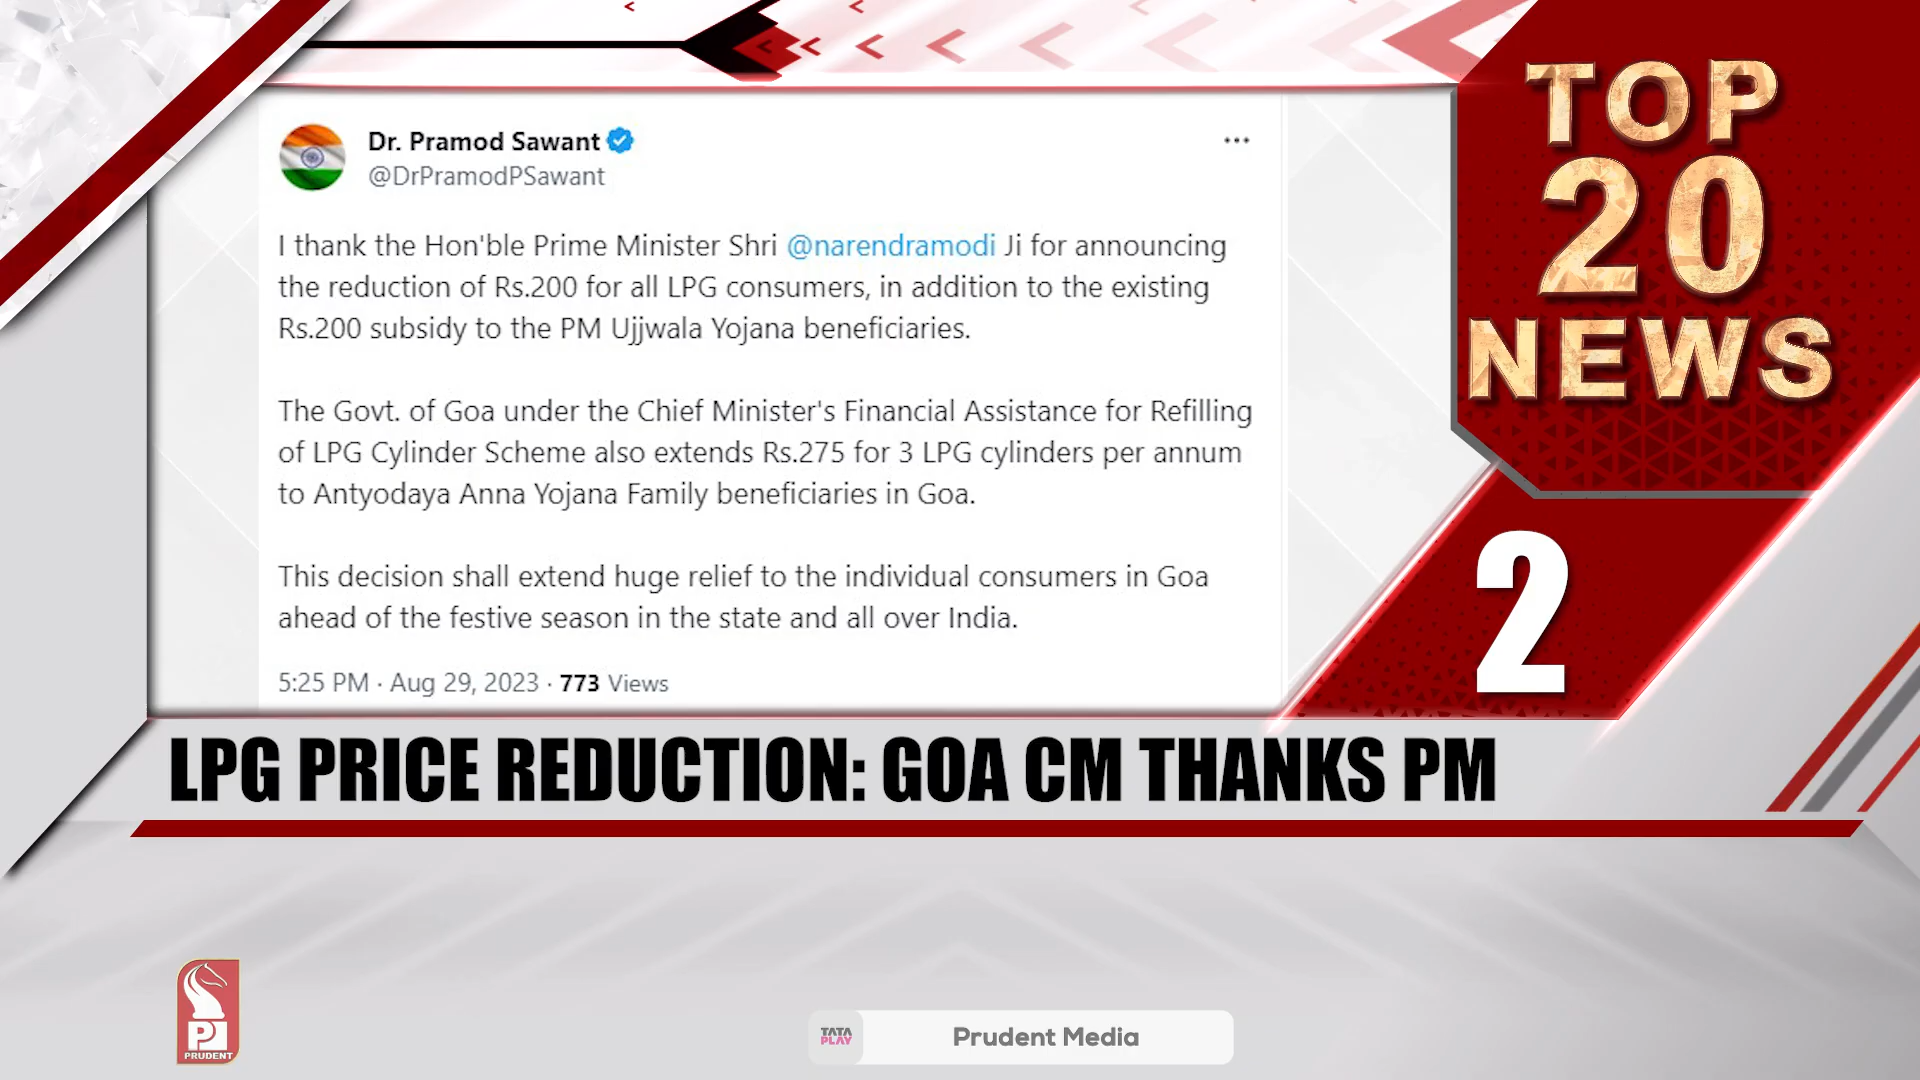 TOP
20
NEWS
2
Dr. Pramod Sawant
@DrPramodPSawant
I thank the Hon'ble Prime Minister Shri @narendramodi Ji for announcing
the reduction of Rs.200 for all LPG consumers, in addition to the existing
Rs.200 subsidy to the PM Ujjwala Yojana beneficiaries.
The Govt. of Goa under the Chief Minister's Financial Assistance for Refilling
of LPG Cylinder Scheme also extends Rs.275 for 3 LPG cylinders per annum
to Antyodaya Anna Yojana Family beneficiaries in Goa.
This decision shall extend huge relief to the individual consumers in Goa
ahead of the festive season in the state and all over India.
5:25 PM · Aug 29, 2023 · 773 Views
LPG PRICE REDUCTION: GOA CM THANKS PM
P
PRUDENT
TATA
PLAY
Prudent Media